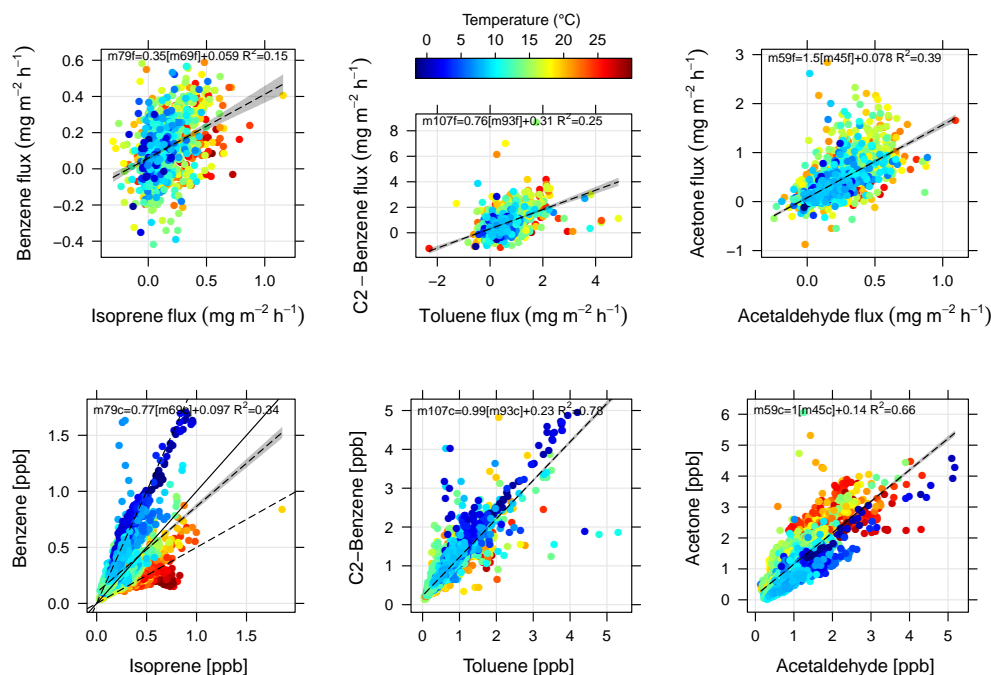 Temperature (°C)
0 5 10 15 20 25
m79f=0.35[m69f]+0.059 R²=0.15
Benzene flux (mg m⁻² h⁻¹)
0.6
0.4
0.2
0.0
−0.2
−0.4
0.0 0.5 1.0
Isoprene flux (mg m⁻² h⁻¹)
m107f=0.76[m93f]+0.31 R²=0.25
C2−Benzene flux (mg m⁻² h⁻¹)
8
6
4
2
0
−2 0 2 4
Toluene flux (mg m⁻² h⁻¹)
m59f=1.5[m45f]+0.078 R²=0.39
Acetone flux (mg m⁻² h⁻¹)
3
2
1
0
−1
0.0 0.5 1.0
Acetaldehyde flux (mg m⁻² h⁻¹)
m79c=0.77[m69c]+0.097 R²=0.34
Benzene [ppb]
1.5
1.0
0.5
0.0
0.0 0.5 1.0 1.5
Isoprene [ppb]
m107c=0.99[m93c]+0.23 R²=0.78
C2−Benzene [ppb]
5
4
3
2
1
0
0 1 2 3 4 5
Toluene [ppb]
m59c=1[m45c]+0.14 R²=0.66
Acetone [ppb]
6
5
4
3
2
1
0
0 1 2 3 4 5
Acetaldehyde [ppb]